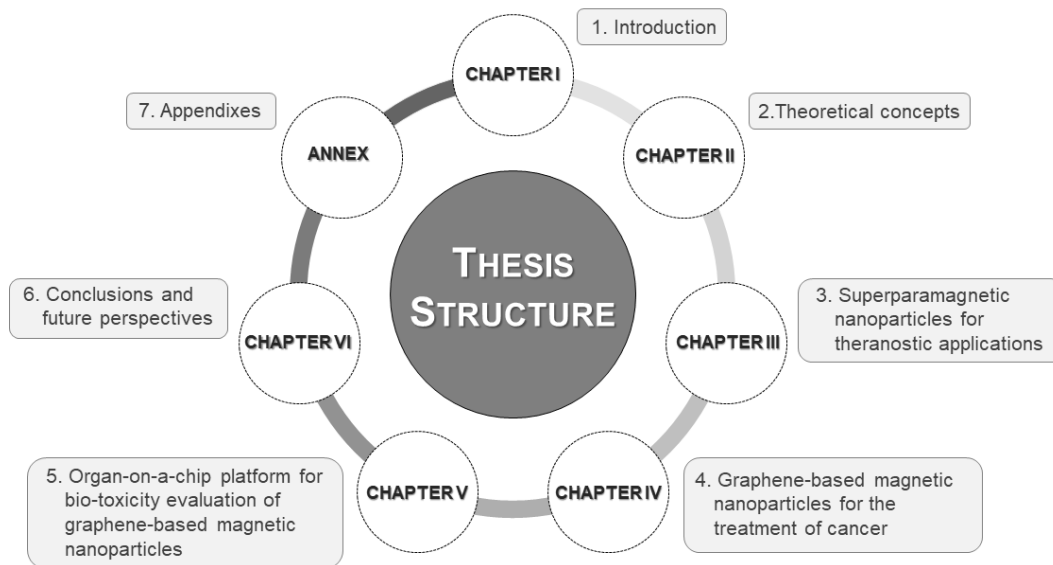 1. Introduction
CHAPTER I
2.Theoretical concepts
CHAPTER II
3. Superparamagnetic
nanoparticles for
theranostic applications
CHAPTER III
4. Graphene-based magnetic
nanoparticles for the
treatment of cancer
CHAPTER IV
5. Organ-on-a-chip platform for
bio-toxicity evaluation of
graphene-based magnetic
nanoparticles
CHAPTER V
6. Conclusions and
future perspectives
CHAPTER VI
7. Appendixes
ANNEX
THESIS
STRUCTURE